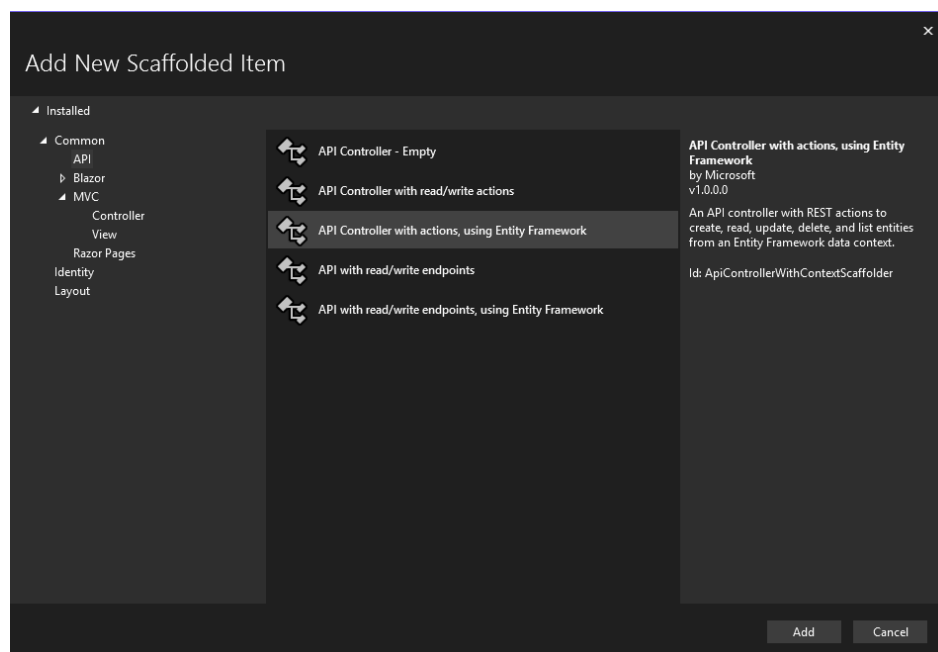 ×
Add New Scaffolded Item
Installed
Common
API
Blazor
MVC
Controller
View
Razor Pages
Identity
Layout
API Controller - Empty
API Controller with read/write actions
API Controller with actions, using Entity Framework
API with read/write endpoints
API with read/write endpoints, using Entity Framework
API Controller with actions, using Entity
Framework
by Microsoft
v1.0.0.0
An API controller with REST actions to
create, read, update, delete, and list entities
from an Entity Framework data context.
Id: ApiControllerWithContextScaffolder
Add
Cancel